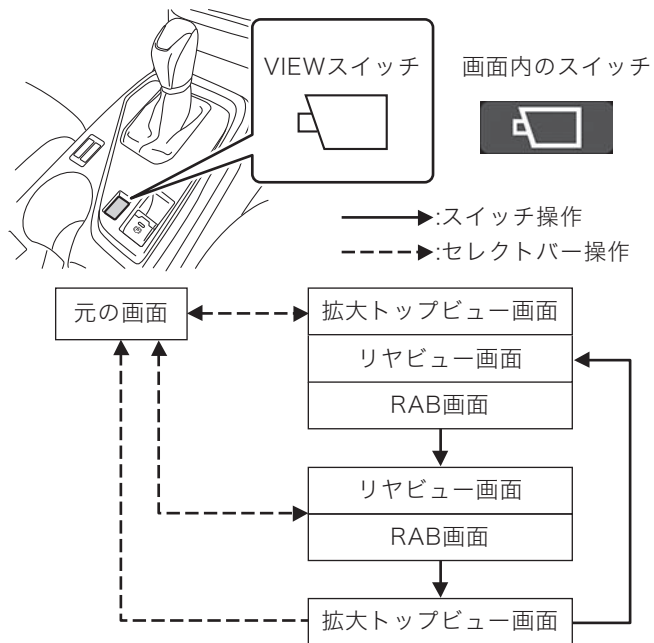 VIEWスイッチ
画面内のスイッチ
:スイッチ操作
:セレクトバー操作
元の画面
拡大トップビュー画面
リヤビュー画面
RAB画面
リヤビュー画面
RAB画面
拡大トップビュー画面